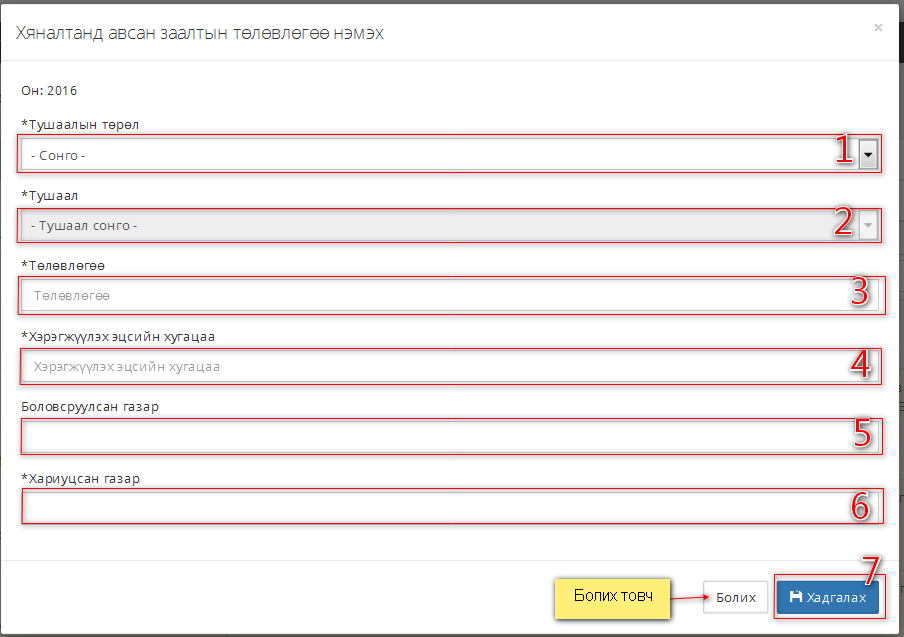 Хяналтанд авсан заалтын төлөвлөгөө нэмэх ×
Он: 2016
*Тушаалын төрөл
- Сонго - 1
*Тушаал
- Тушаал сонго - 2
*Төлөвлөгөө
Төлөвлөгөө 3
*Хэрэгжүүлэх эцсийн хугацаа
Хэрэгжүүлэх эцсийн хугацаа 4
Боловсруулсан газар
5
*Хариуцсан газар
6
7
Болих товч Болих Хадгалах